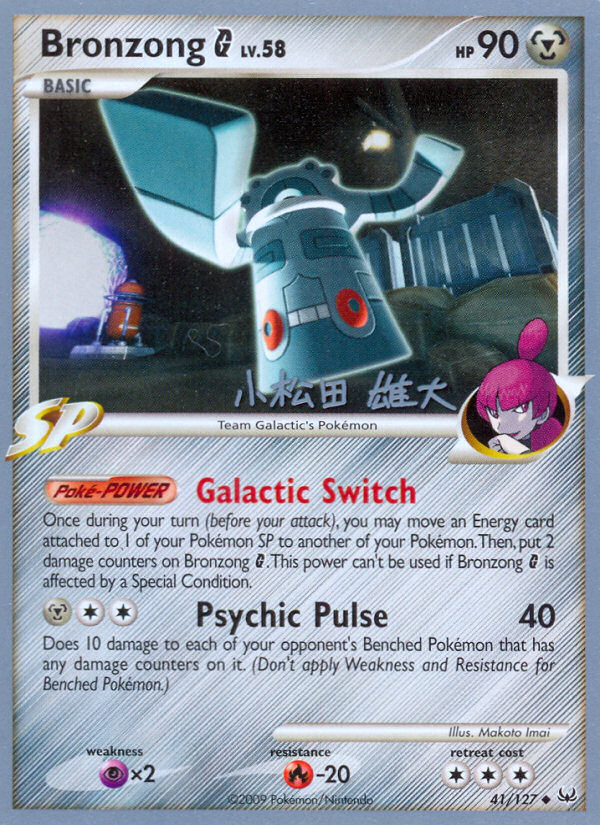 Bronzong G LV.58 HP 90
BASIC
小松田 雄大
Team Galactic's Pokémon
SP
Poké-POWER Galactic Switch
Once during your turn (before your attack), you may move an Energy card
attached to 1 of your Pokémon SP to another of your Pokémon. Then, put 2
damage counters on Bronzong G. This power can't be used if Bronzong G is
affected by a Special Condition.
Psychic Pulse 40
Does 10 damage to each of your opponent's Benched Pokémon that has
any damage counters on it. (Don't apply Weakness and Resistance for
Benched Pokémon.)
Illus. Makoto Imai
weakness resistance retreat cost
×2 -20
©2009 Pokémon/Nintendo 41/127